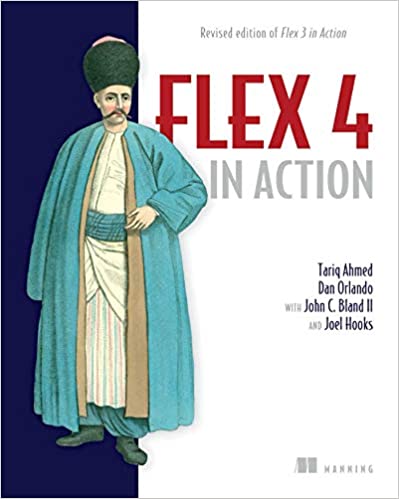 Revised edition of Flex 3 in Action
FLEX 4
IN ACTION
Tariq Ahmed
Dan Orlando
WITH John C. Bland II
AND Joel Hooks
MANNING